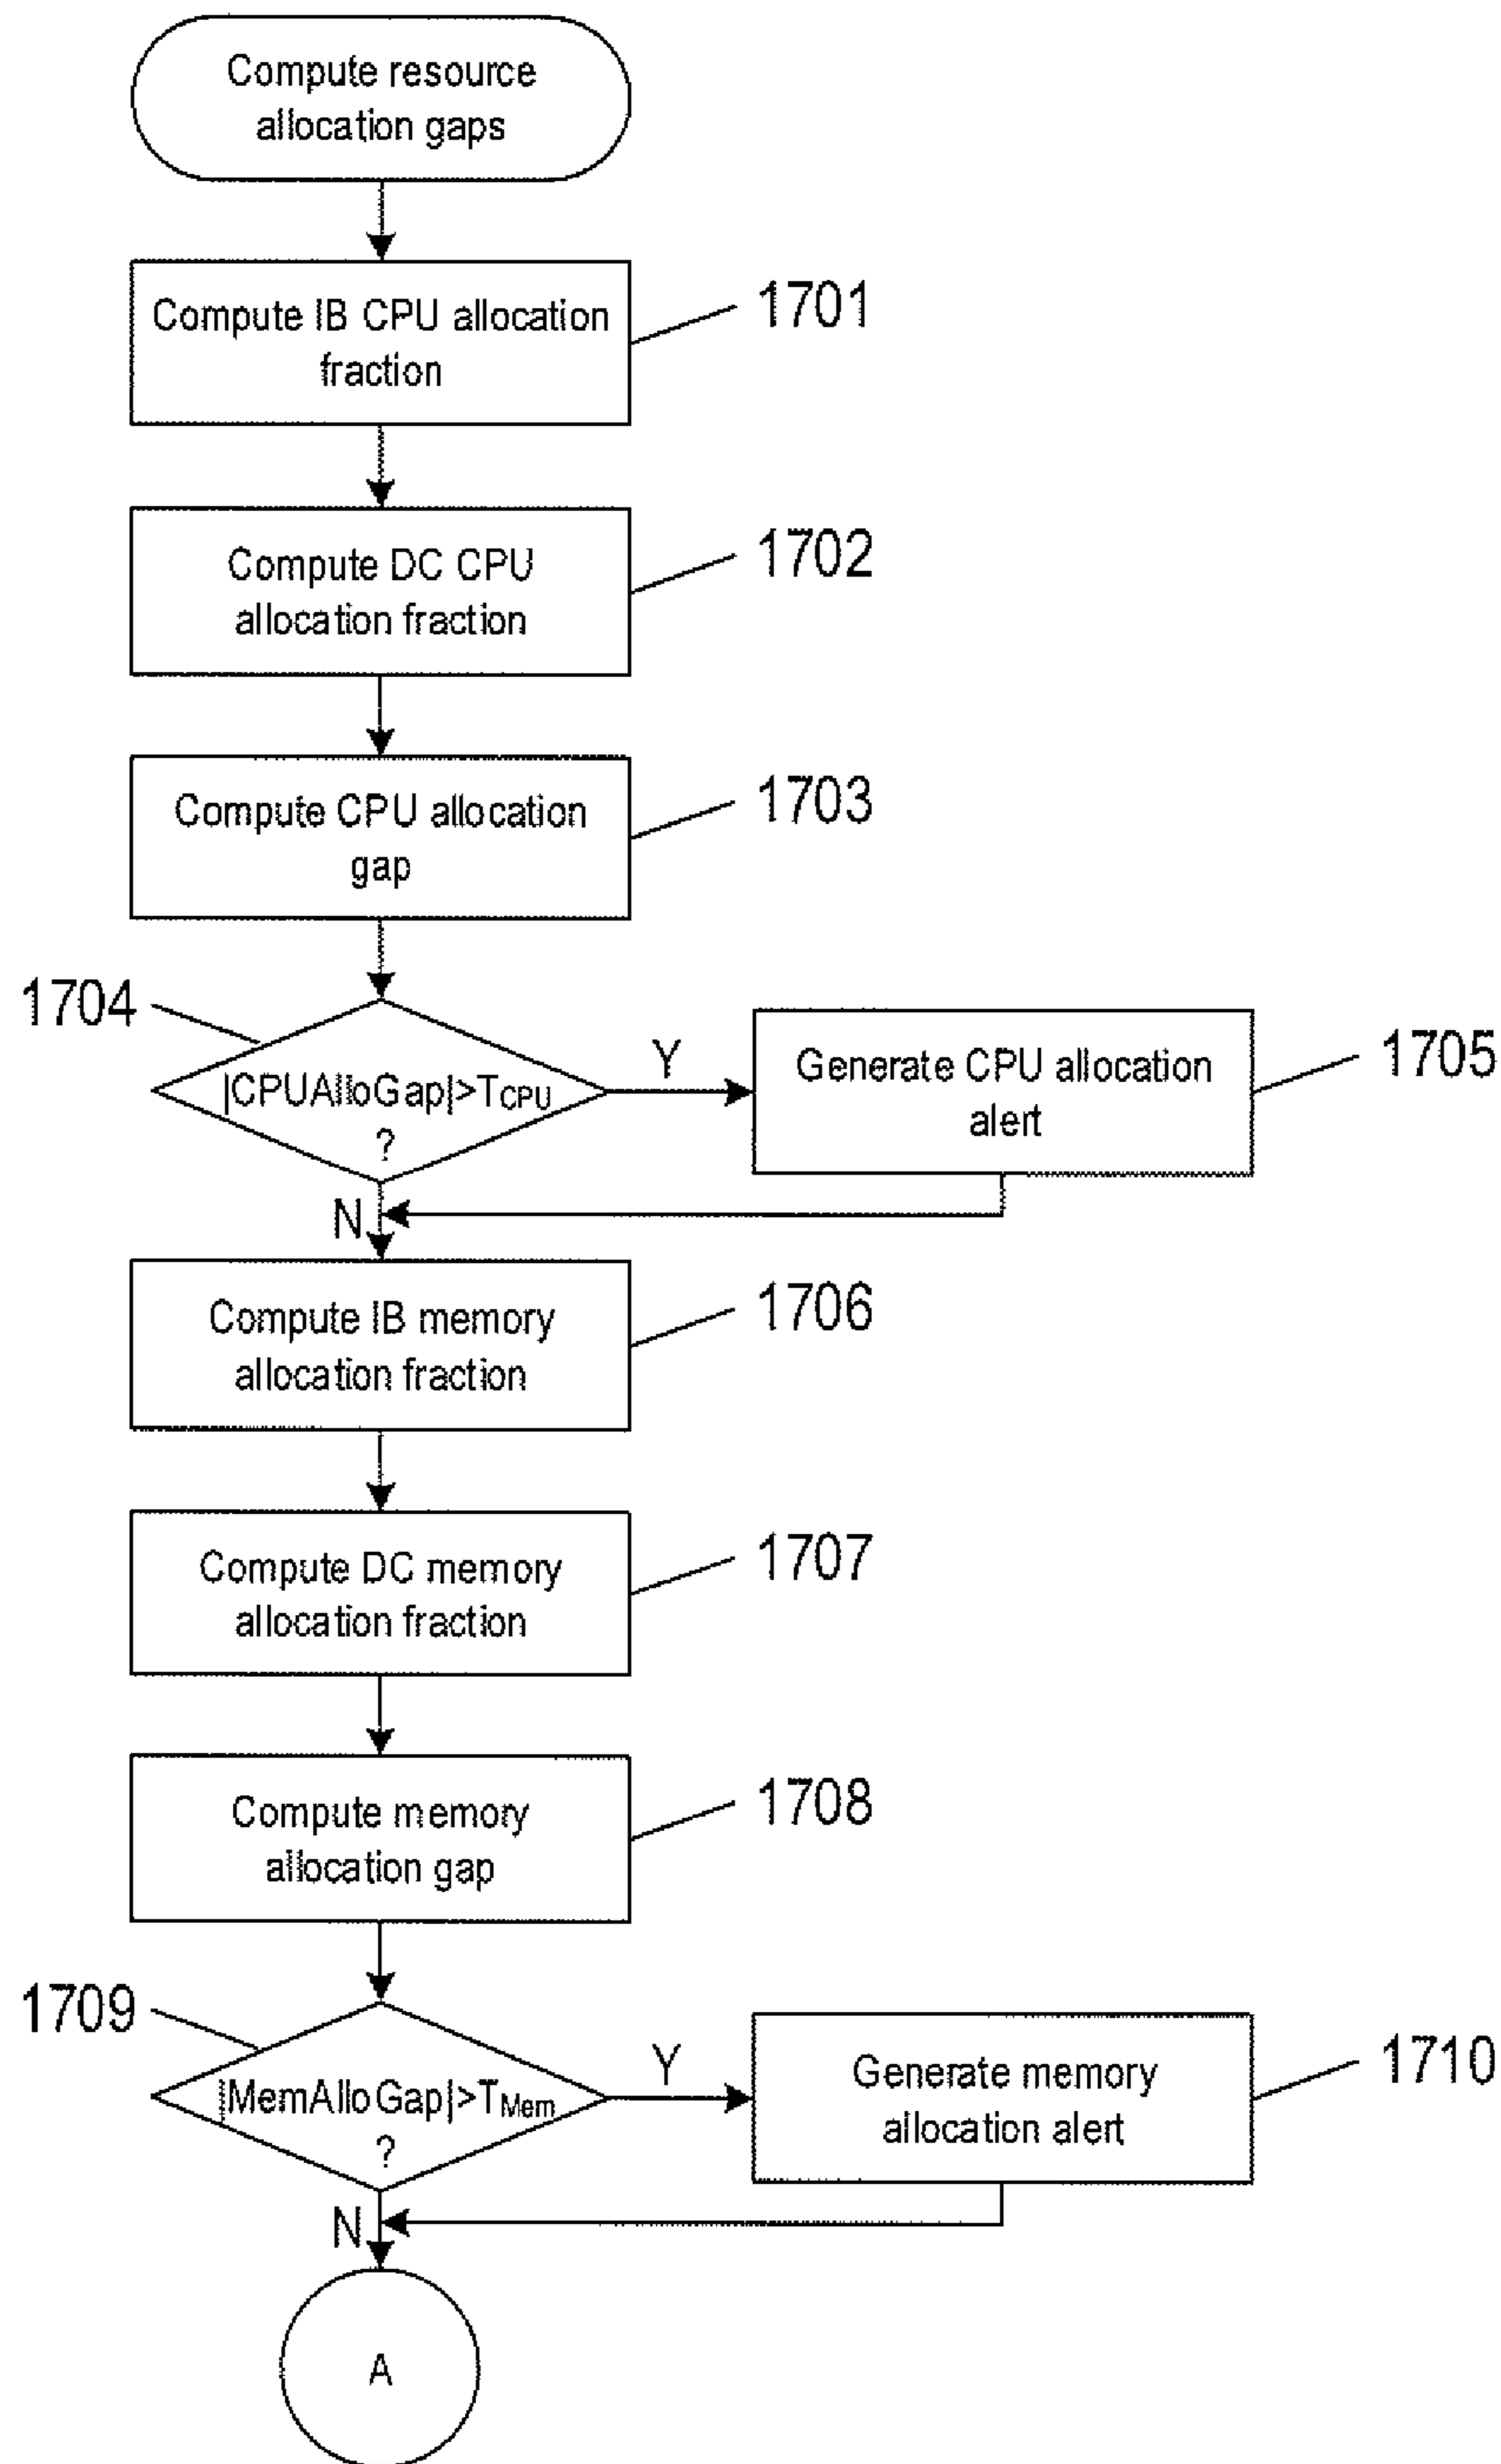 Compute resource
allocation gaps
Compute IB CPU allocation
fraction
1701
Compute DC CPU
allocation fraction
1702
Compute CPU allocation
gap
1703
1704
|CPUAlloGap|>TCPU
?
Y
N
Generate CPU allocation
alert
1705
Compute IB memory
allocation fraction
1706
Compute DC memory
allocation fraction
1707
Compute memory
allocation gap
1708
1709
|MemAlloGap|>TMem
?
Y
N
Generate memory
allocation alert
1710
A